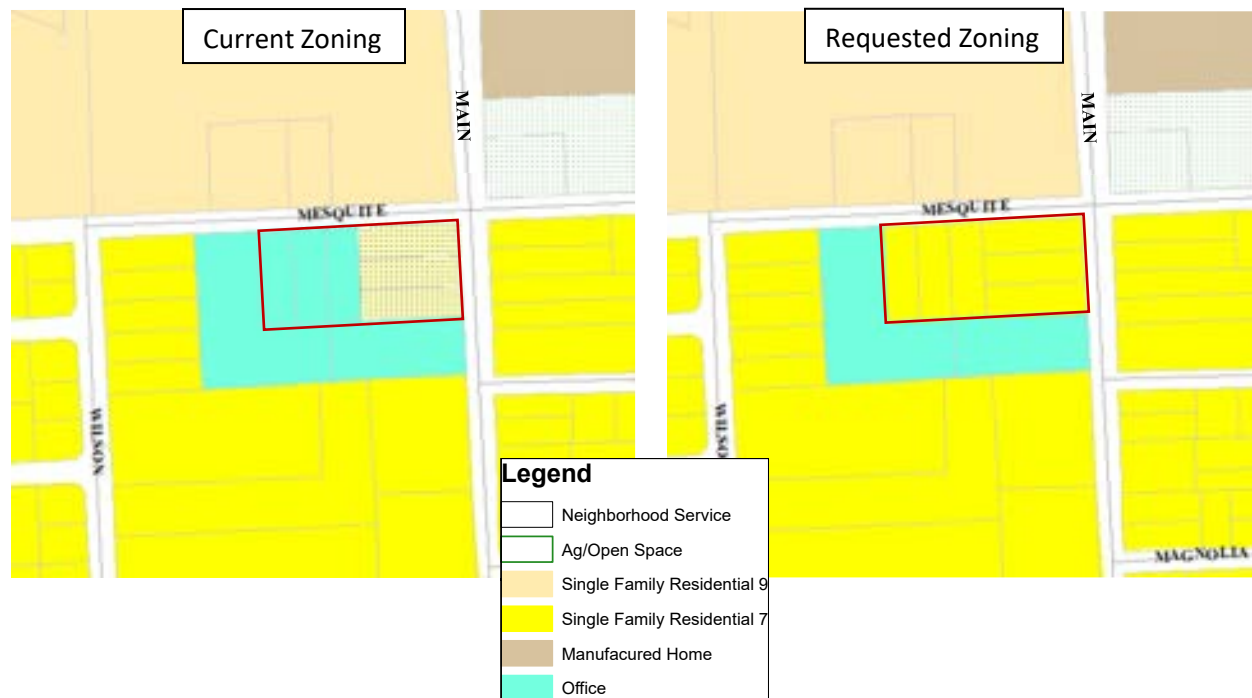 Current Zoning
Requested Zoning
MAIN
MAIN
MESQUITE
MESQUITE
WILSON
WILSO
MAGNOLIA
Legend
Neighborhood Service
Ag/Open Space
Single Family Residential 9
Single Family Residential 7
Manufacured Home
Office